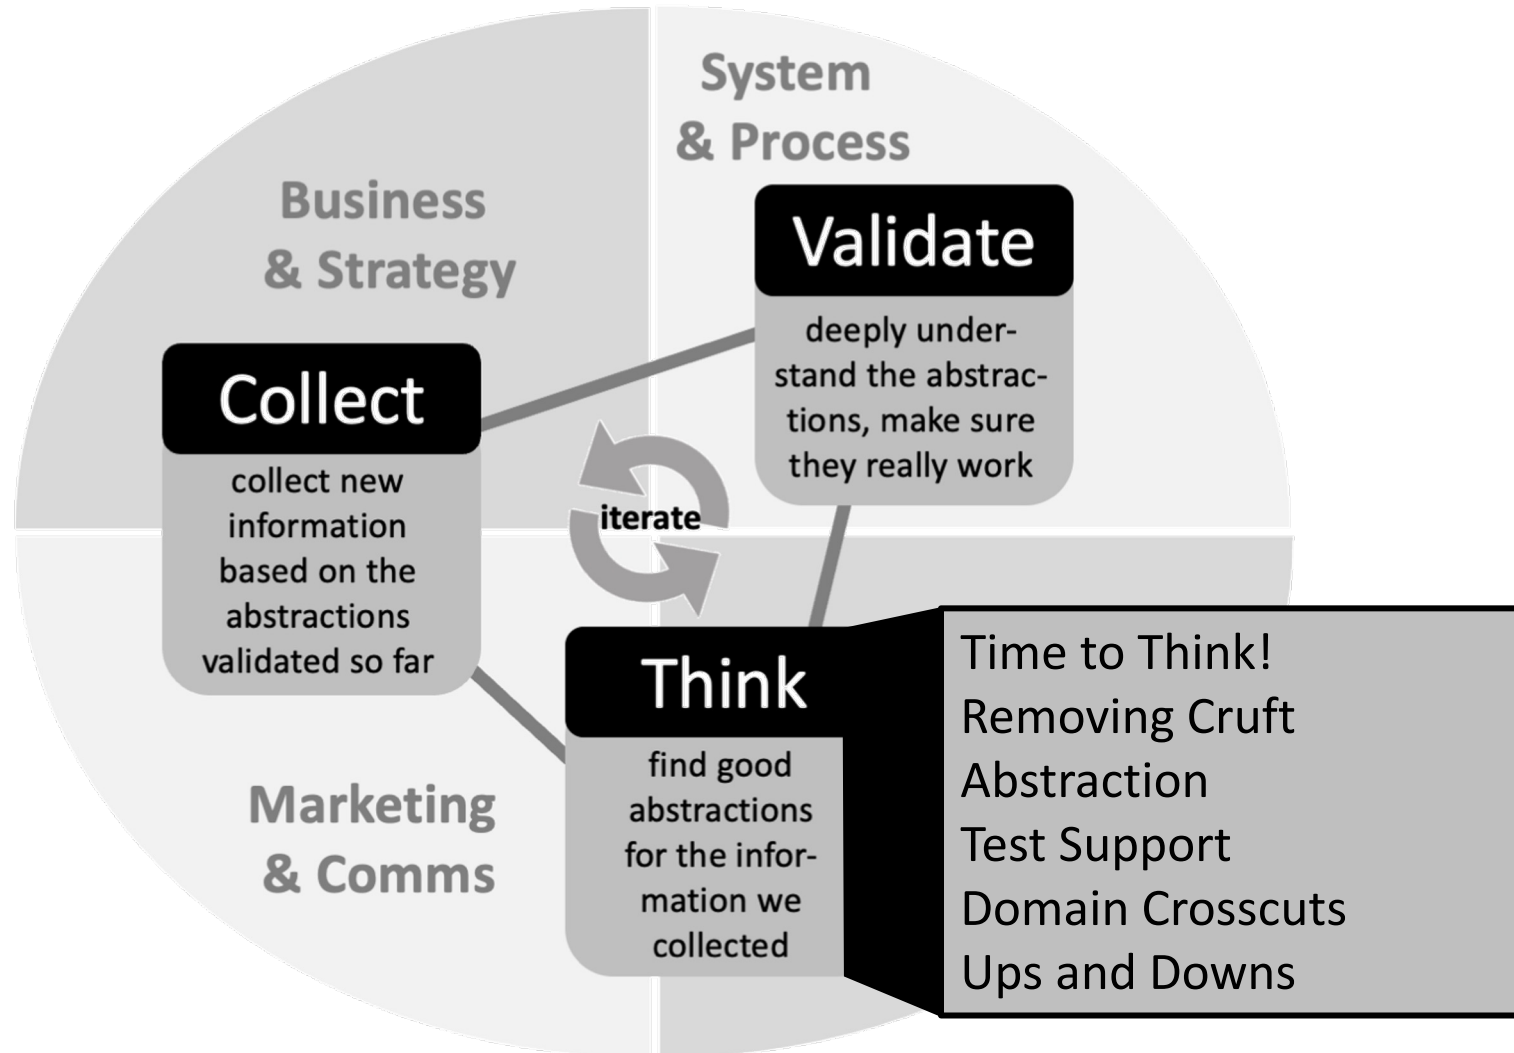 System
& Process
Business
& Strategy
Validate
deeply under-
stand the abstrac-
tions, make sure
they really work
Collect
collect new
information
based on the
abstractions
validated so far
iterate
Think
find good
abstractions
for the infor-
mation we
collected
Marketing
& Comms
Time to Think!
Removing Cruft
Abstraction
Test Support
Domain Crosscuts
Ups and Downs